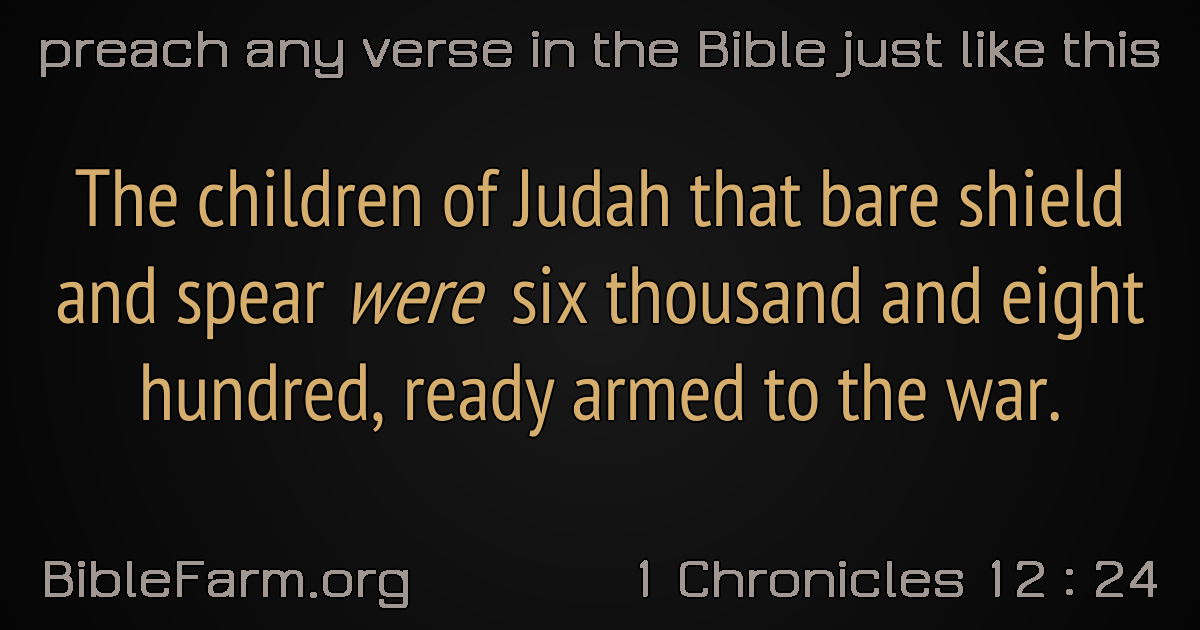 preach any verse in the Bible just like this
The children of Judah that bare shield
and spear were six thousand and eight
hundred, ready armed to the war.
BibleFarm.org
1 Chronicles 12 : 24